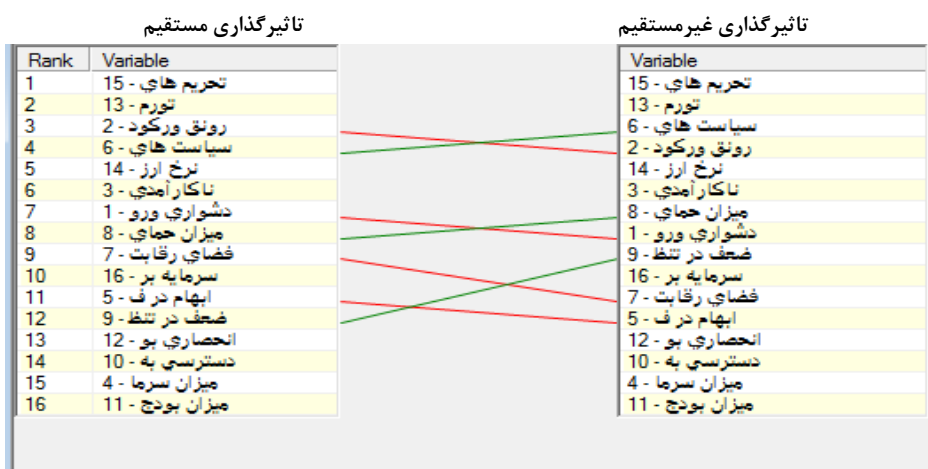 تاثیرگذاری مستقیم
تاثیرگذاری غیرمستقیم
Rank Variable
1 15 - تحريم هاي
2 13 - تورم
3 2 - رونق وركود
4 6 - سياست هاي
5 14 - نرخ ارز
6 3 - ناكارآمدي
7 1 - دشواري ورو
8 8 - ميزان حماي
9 7 - فضاي رقابت
10 16 - سرمايه بر
11 5 - ابهام در ف
12 9 - ضعف در تنظ
13 12 - انحصاري بو
14 10 - دسترسي به
15 4 - ميزان سرما
16 11 - ميزان بودج
Variable
15 - تحريم هاي
13 - تورم
6 - سياست هاي
2 - رونق وركود
14 - نرخ ارز
3 - ناكارآمدي
8 - ميزان حماي
1 - دشواري ورو
9 - ضعف در تنظ
16 - سرمايه بر
7 - فضاي رقابت
5 - ابهام در ف
12 - انحصاري بو
10 - دسترسي به
4 - ميزان سرما
11 - ميزان بودج